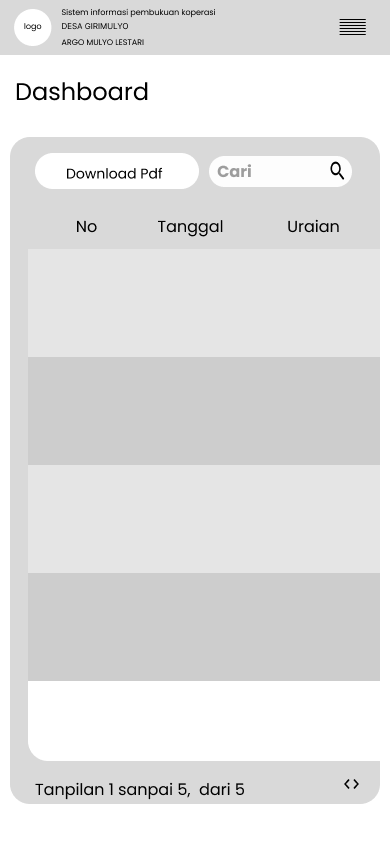 logo
Sistem informasi pembukuan koperasi
DESA GIRIMULYO
ARGO MULYO LESTARI
Dashboard
Download Pdf
Cari
No Tanggal Uraian
Tanpilan 1 sanpai 5, dari 5